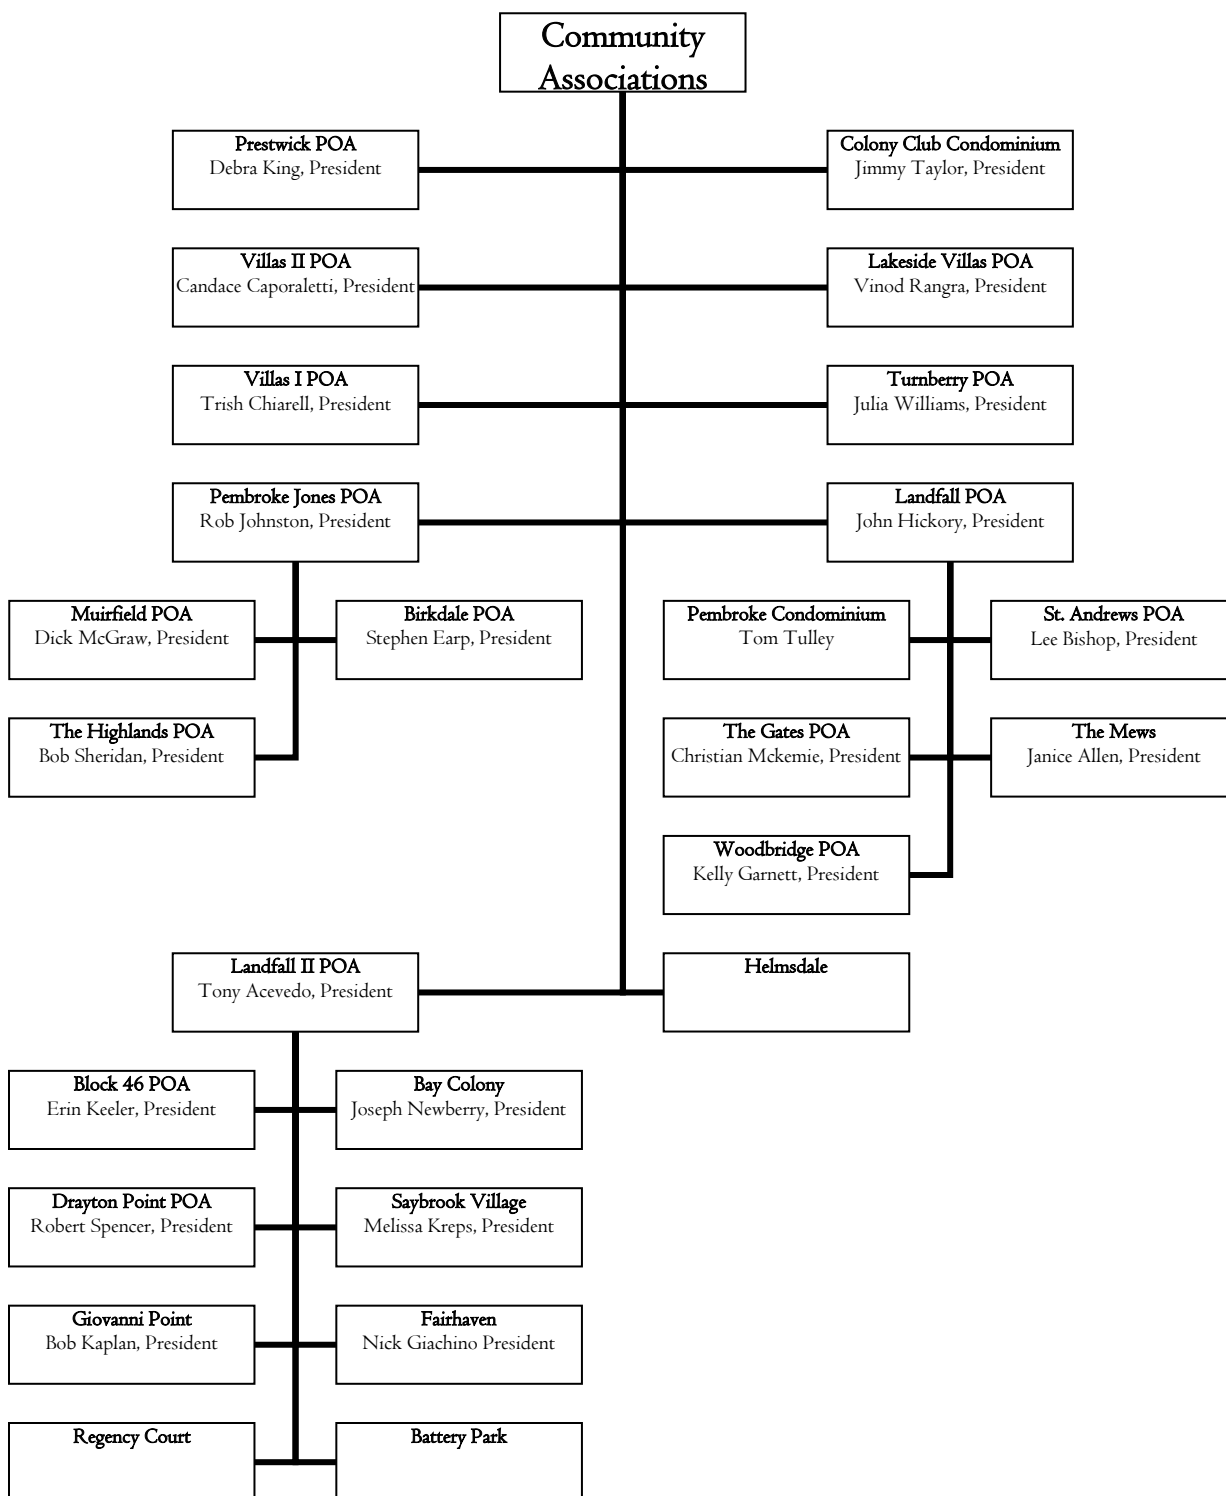 Community
Associations
Prestwick POA
Debra King, President
Colony Club Condominium
Jimmy Taylor, President
Villas II POA
Candace Caporaletti, President
Lakeside Villas POA
Vinod Rangra, President
Villas I POA
Trish Chiarell, President
Turnberry POA
Julia Williams, President
Pembroke Jones POA
Rob Johnston, President
Landfall POA
John Hickory, President
Muirfield POA
Dick McGraw, President
Birkdale POA
Stephen Earp, President
Pembroke Condominium
Tom Tulley
St. Andrews POA
Lee Bishop, President
The Highlands POA
Bob Sheridan, President
The Gates POA
Christian Mckemie, President
The Mews
Janice Allen, President
Woodbridge POA
Kelly Garnett, President
Landfall II POA
Tony Acevedo, President
Helmsdale
Block 46 POA
Erin Keeler, President
Bay Colony
Joseph Newberry, President
Drayton Point POA
Robert Spencer, President
Saybrook Village
Melissa Kreps, President
Giovanni Point
Bob Kaplan, President
Fairhaven
Nick Giachino President
Regency Court
Battery Park